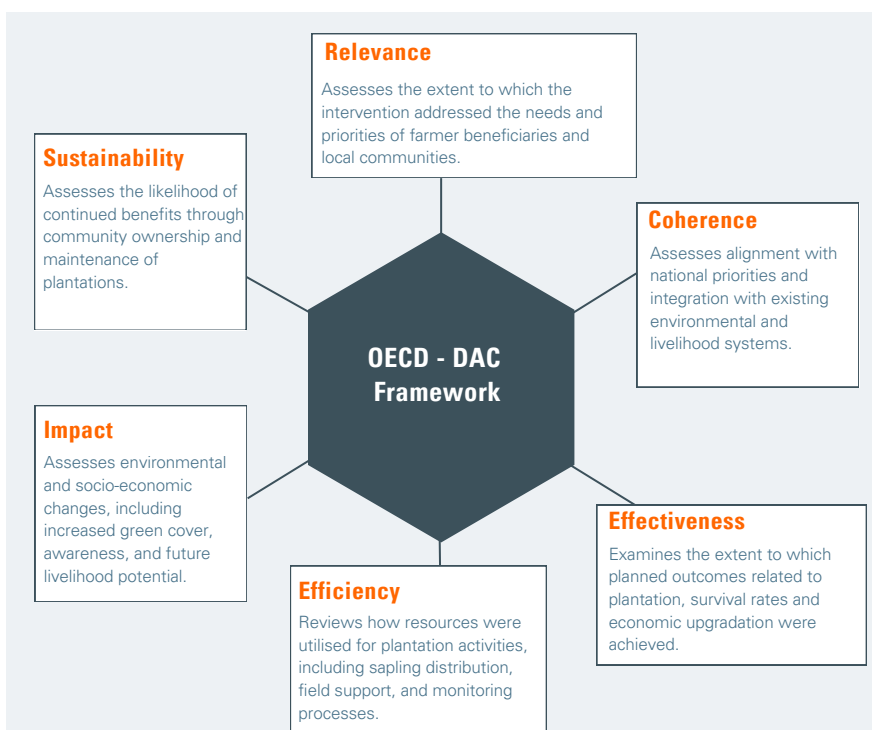 Relevance
Assesses the extent to which the
intervention addressed the needs and
priorities of farmer beneficiaries and
local communities.
Sustainability
Assesses the likelihood of
continued benefits through
community ownership and
maintenance of
plantations.
Coherence
Assesses alignment with
national priorities and
integration with existing
environmental and
livelihood systems.
OECD - DAC
Framework
Impact
Assesses environmental
and socio-economic
changes, including
increased green cover,
awareness, and future
livelihood potential.
Effectiveness
Examines the extent to which
planned outcomes related to
plantation, survival rates and
economic upgradation were
achieved.
Efficiency
Reviews how resources were
utilised for plantation activities,
including sapling distribution,
field support, and monitoring
processes.